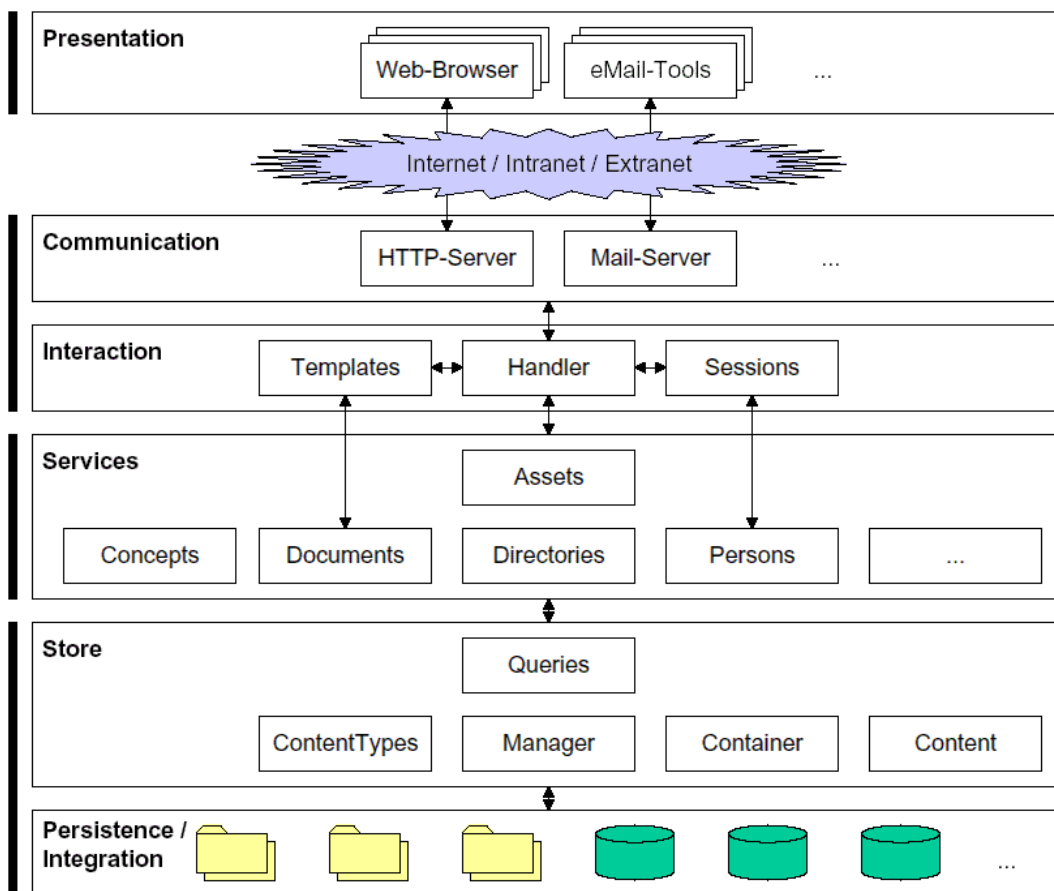 Presentation
Web-Browser
eMail-Tools
...
Internet / Intranet / Extranet
Communication
HTTP-Server
Mail-Server
...
Interaction
Templates
Handler
Sessions
Services
Assets
Concepts
Documents
Directories
Persons
...
Store
Queries
ContentTypes
Manager
Container
Content
Persistence /
Integration
...